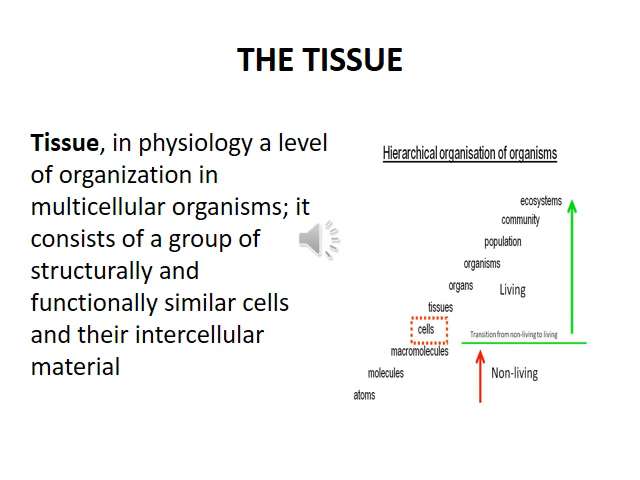 THE TISSUE
Tissue, in physiology a level
of organization in
multicellular organisms; it
consists of a group of
structurally and
functionally similar cells
and their intercellular
material
Hierarchical organisation of organisms
ecosystems
community
population
organisms
organs
Living
tissues
cells
Transition from non-living to living
macromolecules
molecules
Non-living
atoms